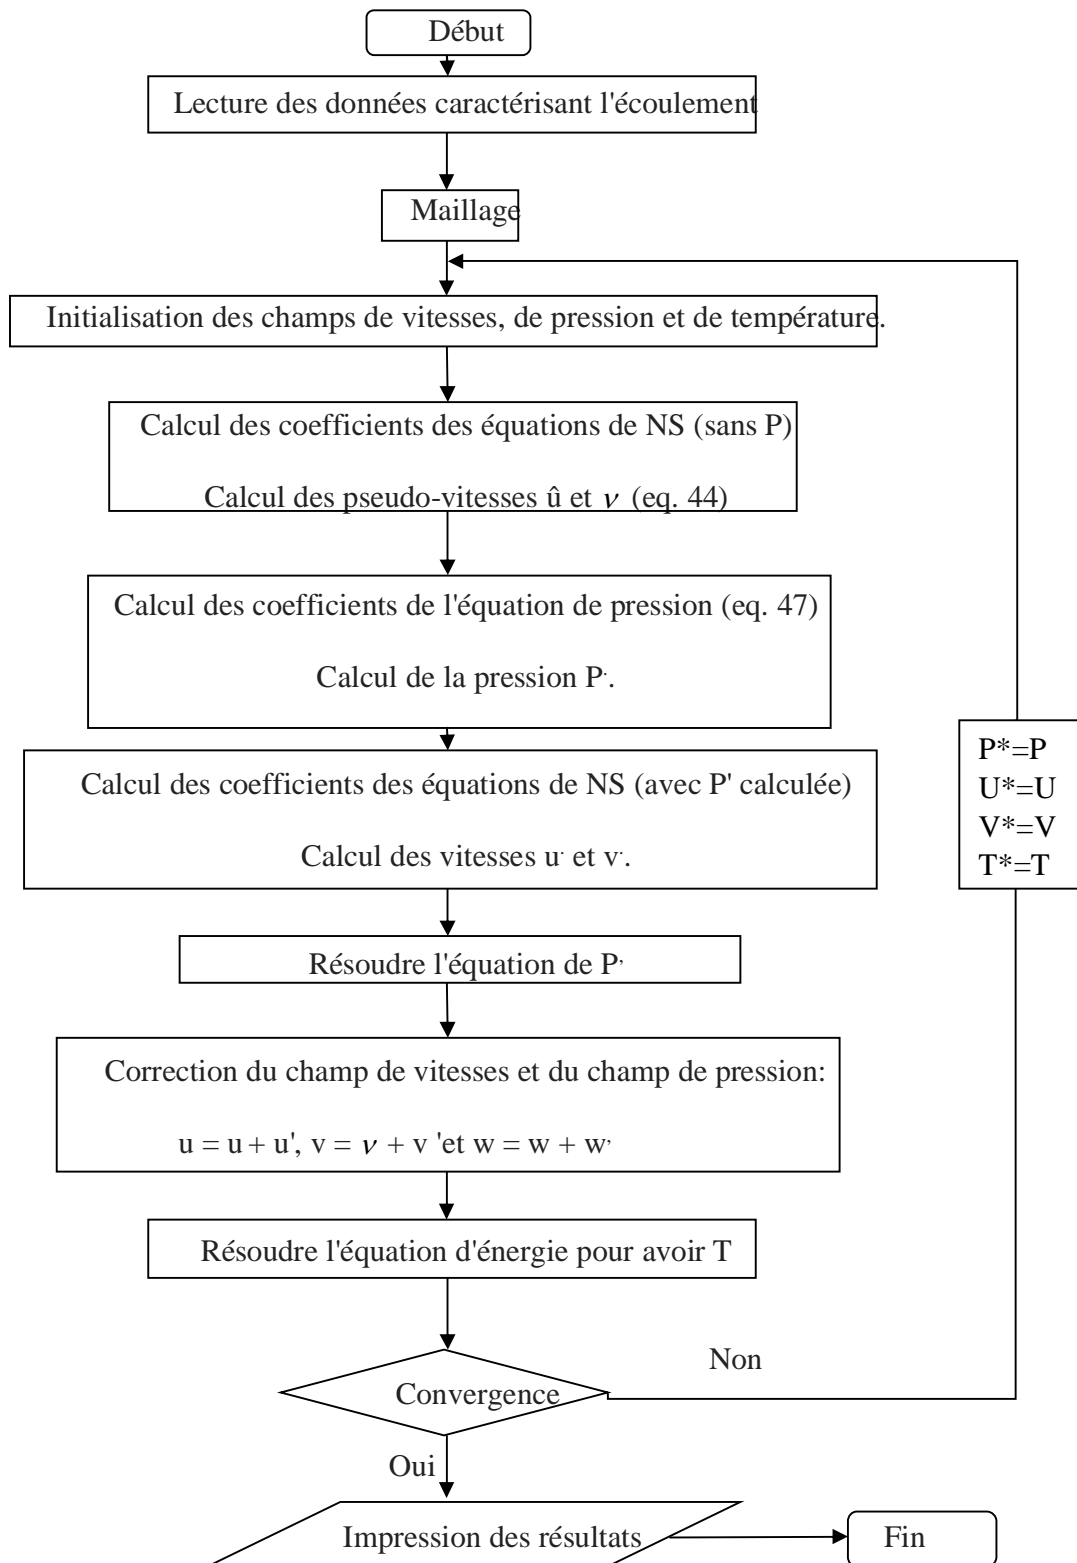 Début
Lecture des données caractérisant l'écoulement
Maillage
Initialisation des champs de vitesses, de pression et de température.
Calcul des coefficients des équations de NS (sans P)
Calcul des pseudo-vitesses û et ν (eq. 44)
Calcul des coefficients de l'équation de pression (eq. 47)
Calcul de la pression P·.
Calcul des coefficients des équations de NS (avec P' calculée)
Calcul des vitesses u· et v·.
Résoudre l'équation de P,
Correction du champ de vitesses et du champ de pression:
u = u + u', v = ν + v 'et w = w + w,
Résoudre l'équation d'énergie pour avoir T
Convergence
Non
P*=P
U*=U
V*=V
T*=T
Oui
Impression des résultats
Fin